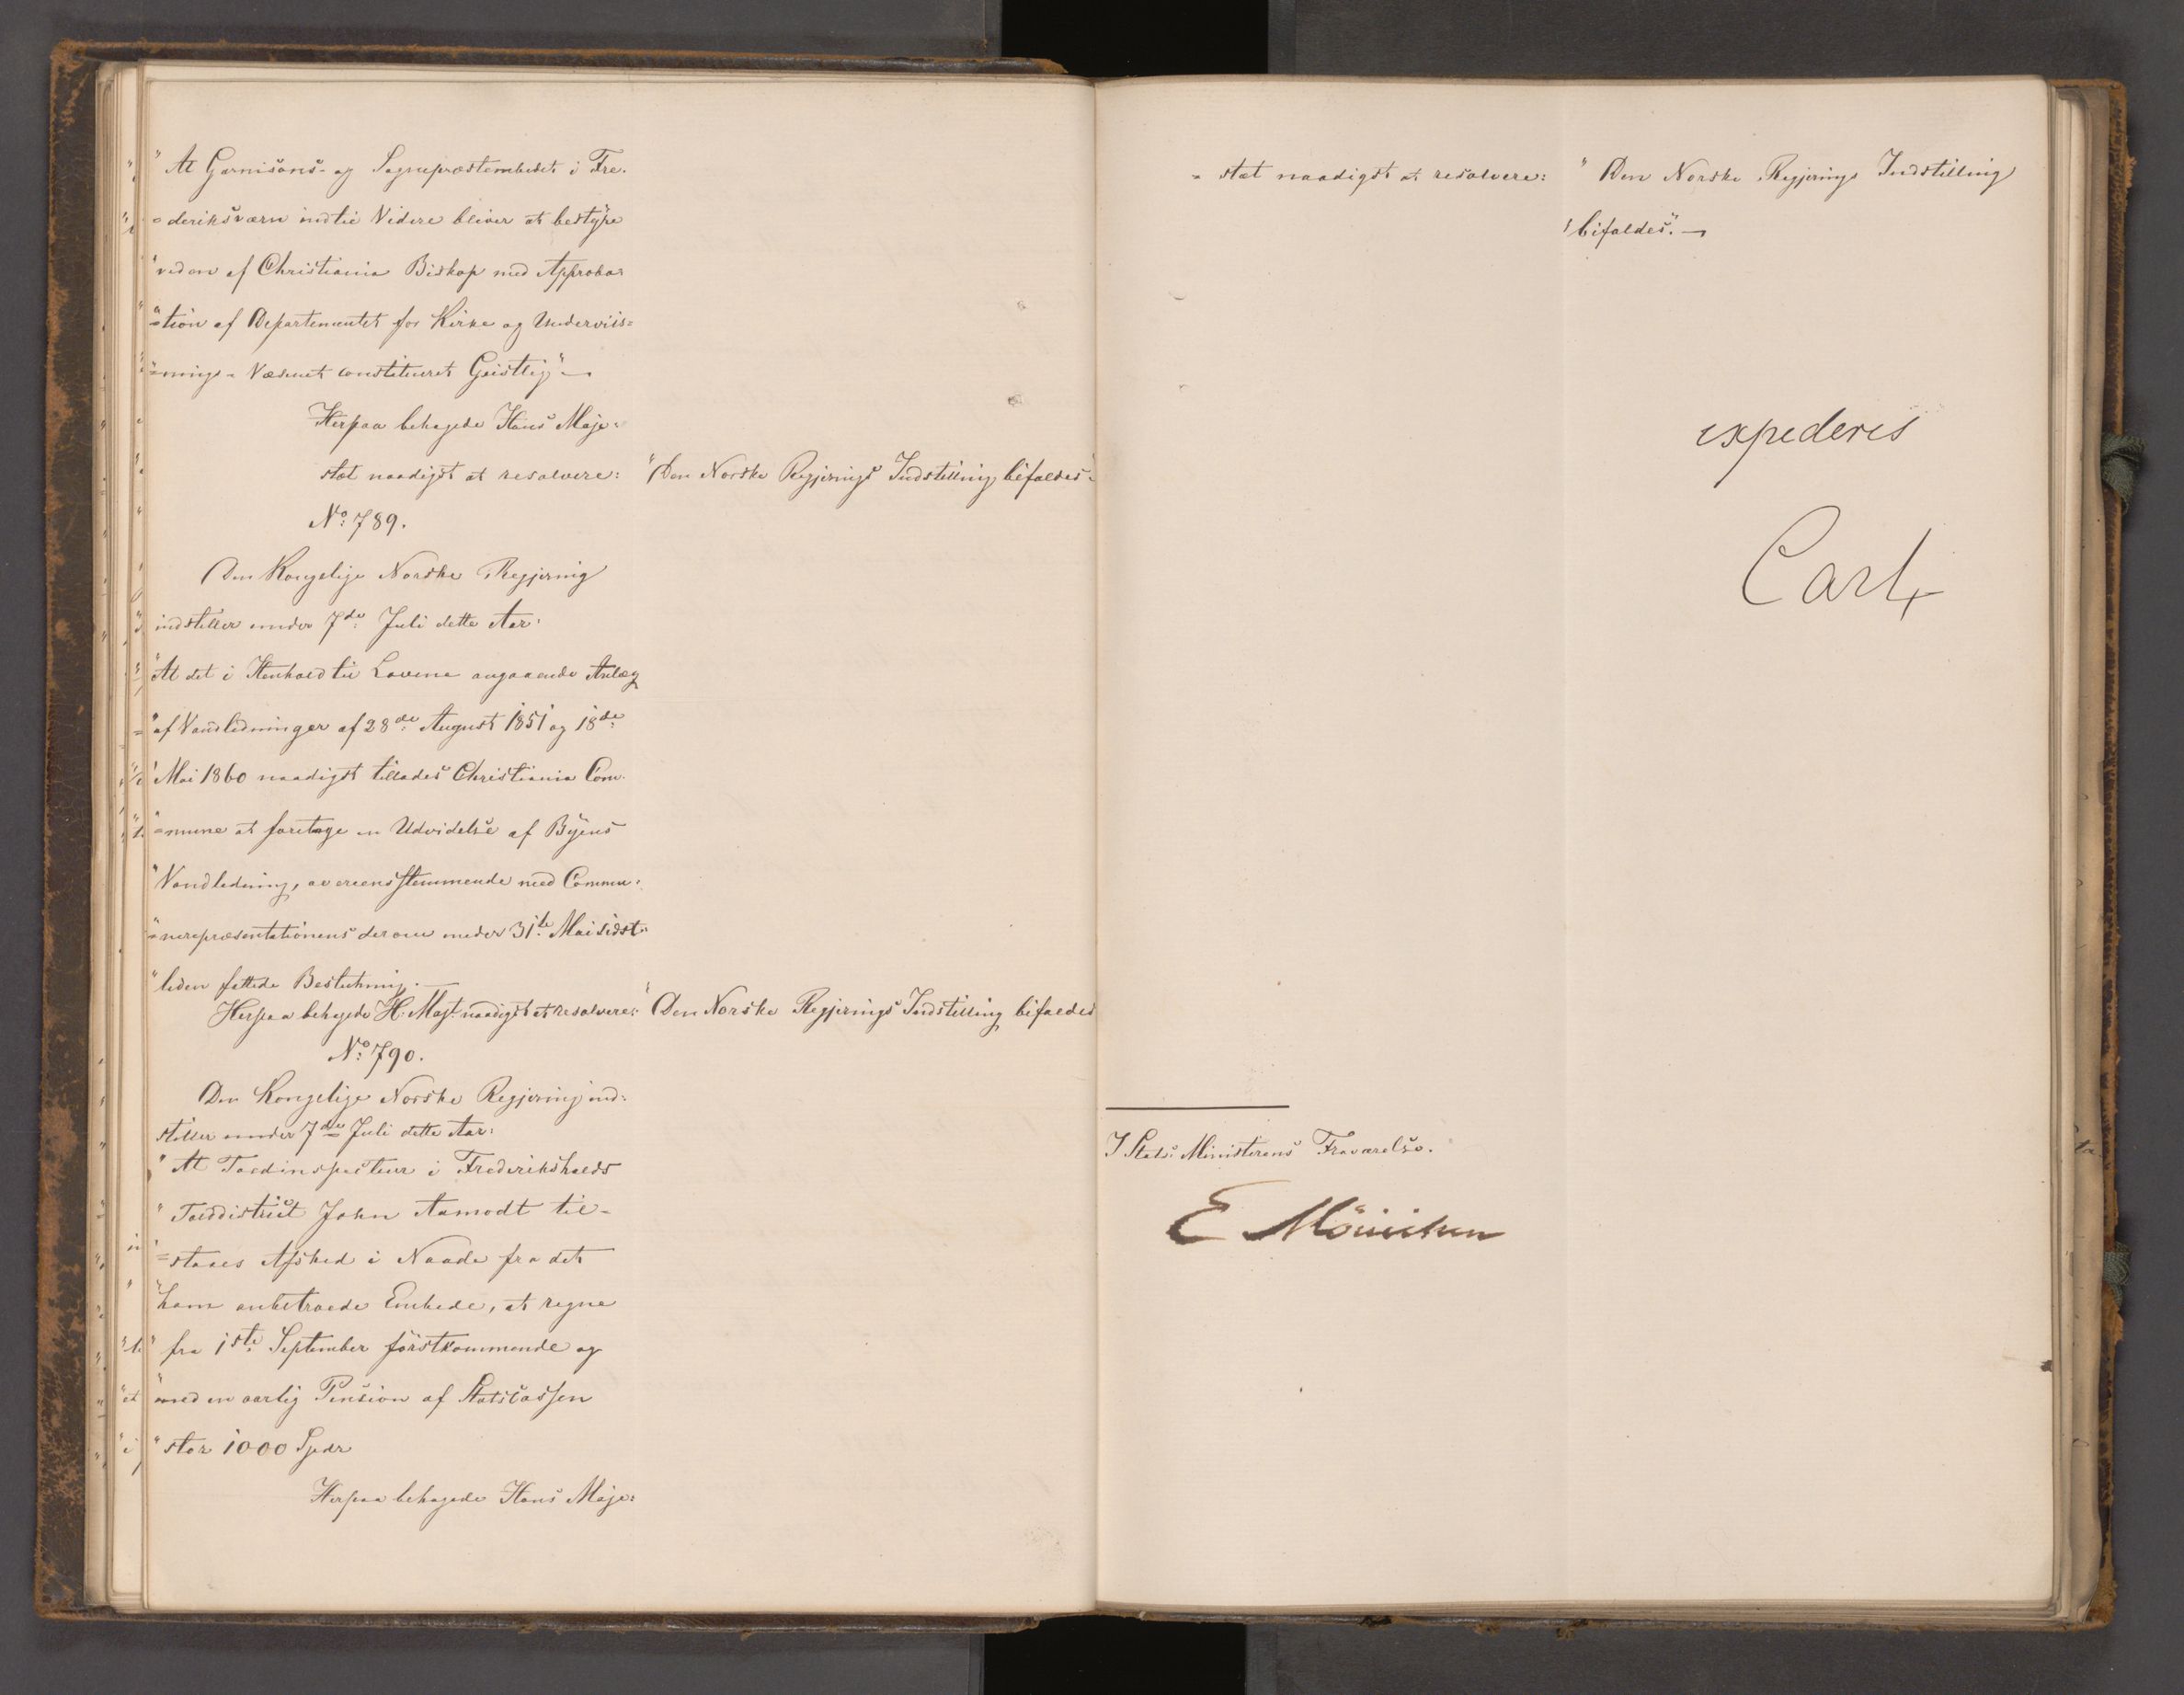 "At Garnisons- og Sognepræstembedet i Fre-
"=deriksværn indtil Videre bliver at bestyre
"ved en af Christiania Biskop med Approba-
"=tion af Departementet for Kirke og Underviis=
"=nings-Væsenet constitueret Geistlig" —
Herpaa behagede Hans Maje=
stæt naadigst at resolvere: "Den Norske Regjerings Indstilling bifaldes"
No: 789.
Den Kongelige Norske Regjering
indstiller under 7de Juli dette Aar:
"At det i Henhold til Lovene angaaende Anlæg
"af Vandledninger af 28de August 1851 og 18de
"Mai 1860 naadigst tillades Christiania Com-
"=mune at foretage en Udvidelse af Byens
"Vandledning, overeensstemmende med Commu-
"=nerepræsentationens derom under 31te Mai sidst-
"leden fattede Beslutning. —
Herpaa behagede H. Majt. naadigst at resolvere: "Den Norske Regjerings Indstilling bifaldes
No: 790.
Den Kongelige Norske Regjering ind=
stiller under 7de Juli dette Aar:
"At Toldinspecteur i Frederikshalds
"Tolddistrict John Aamodt til-
"=staaes Afsked i Naade fra det
"ham anbetroede Embede, at regne
"fra 1ste September førstkommende og
"med en aarlig Pension af Statscassen
"stor 1000 Spdr
Herpaa behagede Hans Maje=
=stæt naadigst at resolvere: "Den Norske Regjerings Indstilling
"bifaldes". —
expederes
Carl
I Stats-Ministerens Fraværelse.
E Mönichen